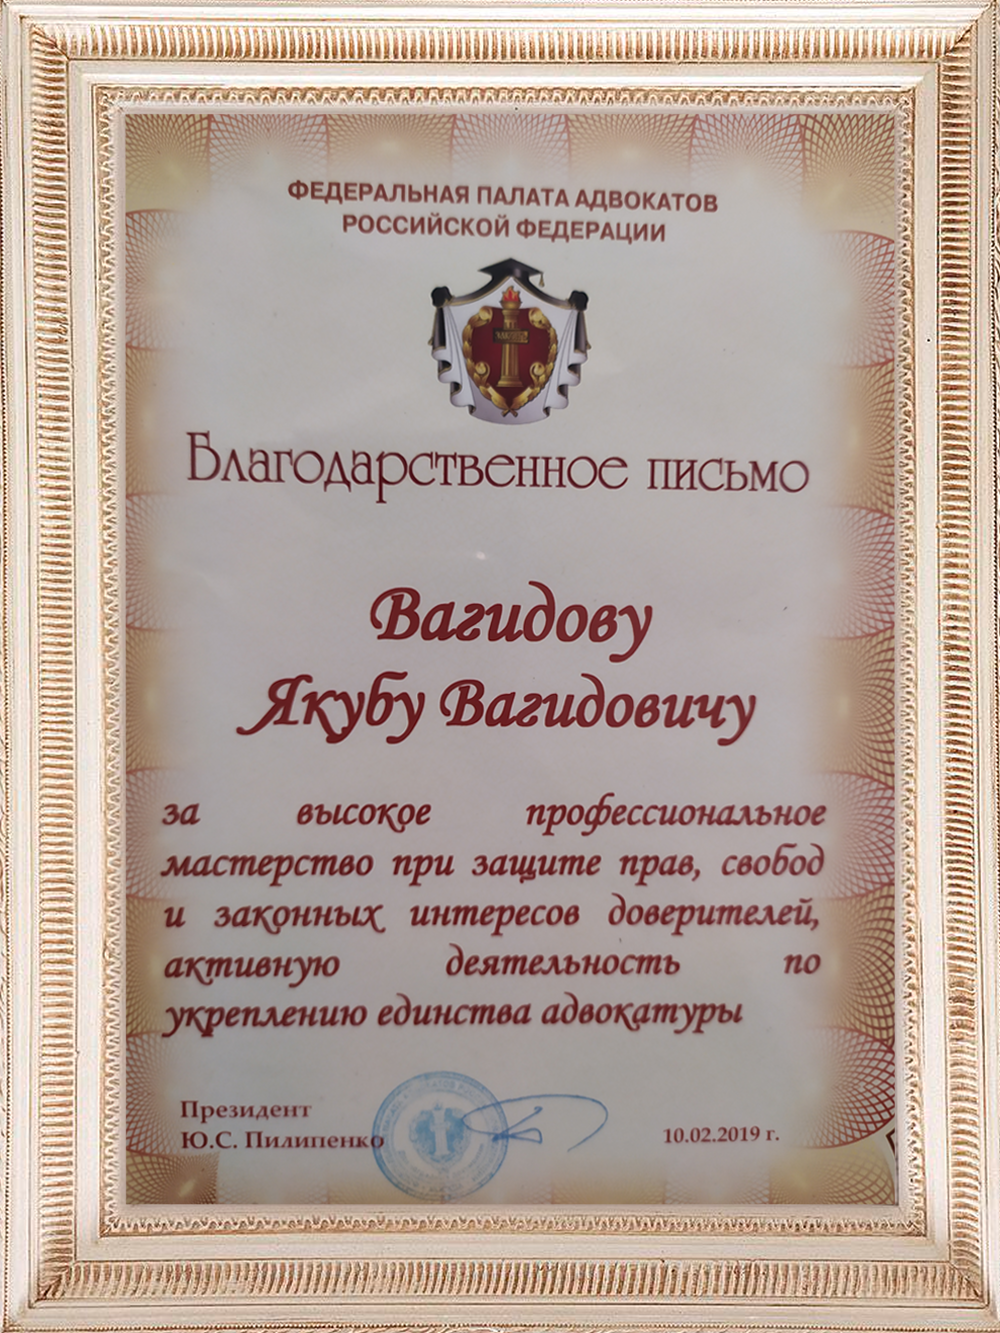 ФЕДЕРАЛЬНАЯ ПАЛАТА АДВОКАТОВ
РОССИЙСКОЙ ФЕДЕРАЦИИ
Благодарственное письмо
Вагидову
Якубу Вагидовичу
за высокое профессиональное
мастерство при защите прав, свобод
и законных интересов доверителей,
активную деятельность по
укреплению единства адвокатуры
Президент
Ю.С. Пилипенко
10.02.2019 г.